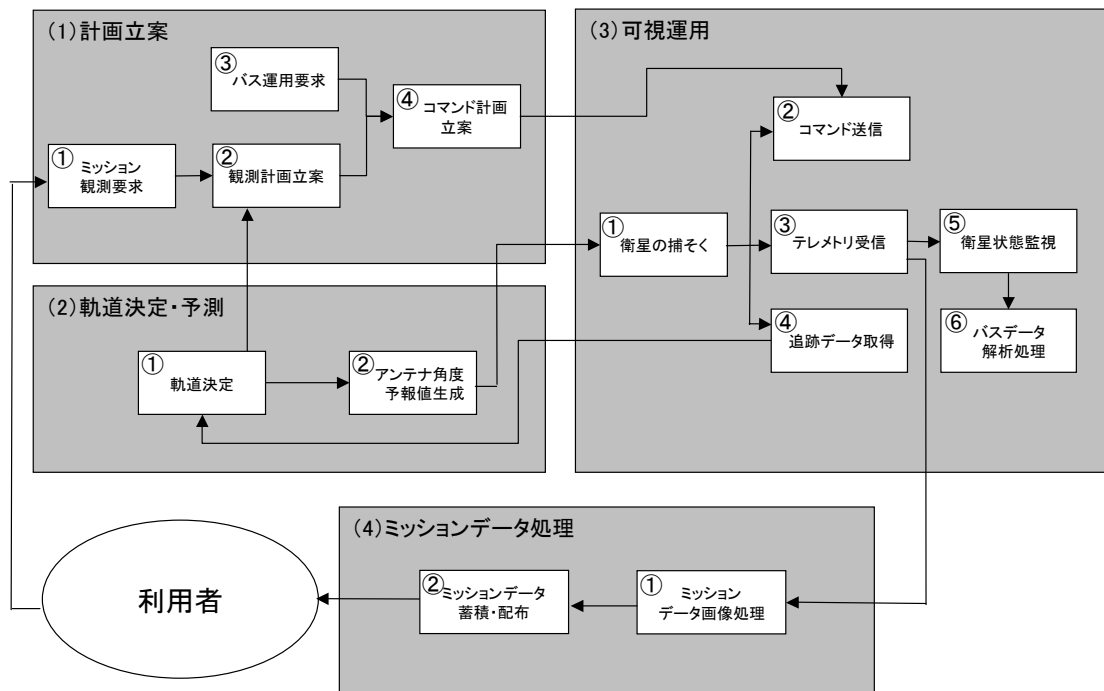 (1)計画立案
③
バス運用要求
④
コマンド計画
立案
①
ミッション
観測要求
②
観測計画立案
(2)軌道決定・予測
①
軌道決定
②
アンテナ角度
予報値生成
(3)可視運用
②
コマンド送信
①
衛星の捕そく
③
テレメトリ受信
⑤
衛星状態監視
④
追跡データ取得
⑥
バスデータ
解析処理
(4)ミッションデータ処理
②
ミッションデータ
蓄積・配布
①
ミッション
データ画像処理
利用者